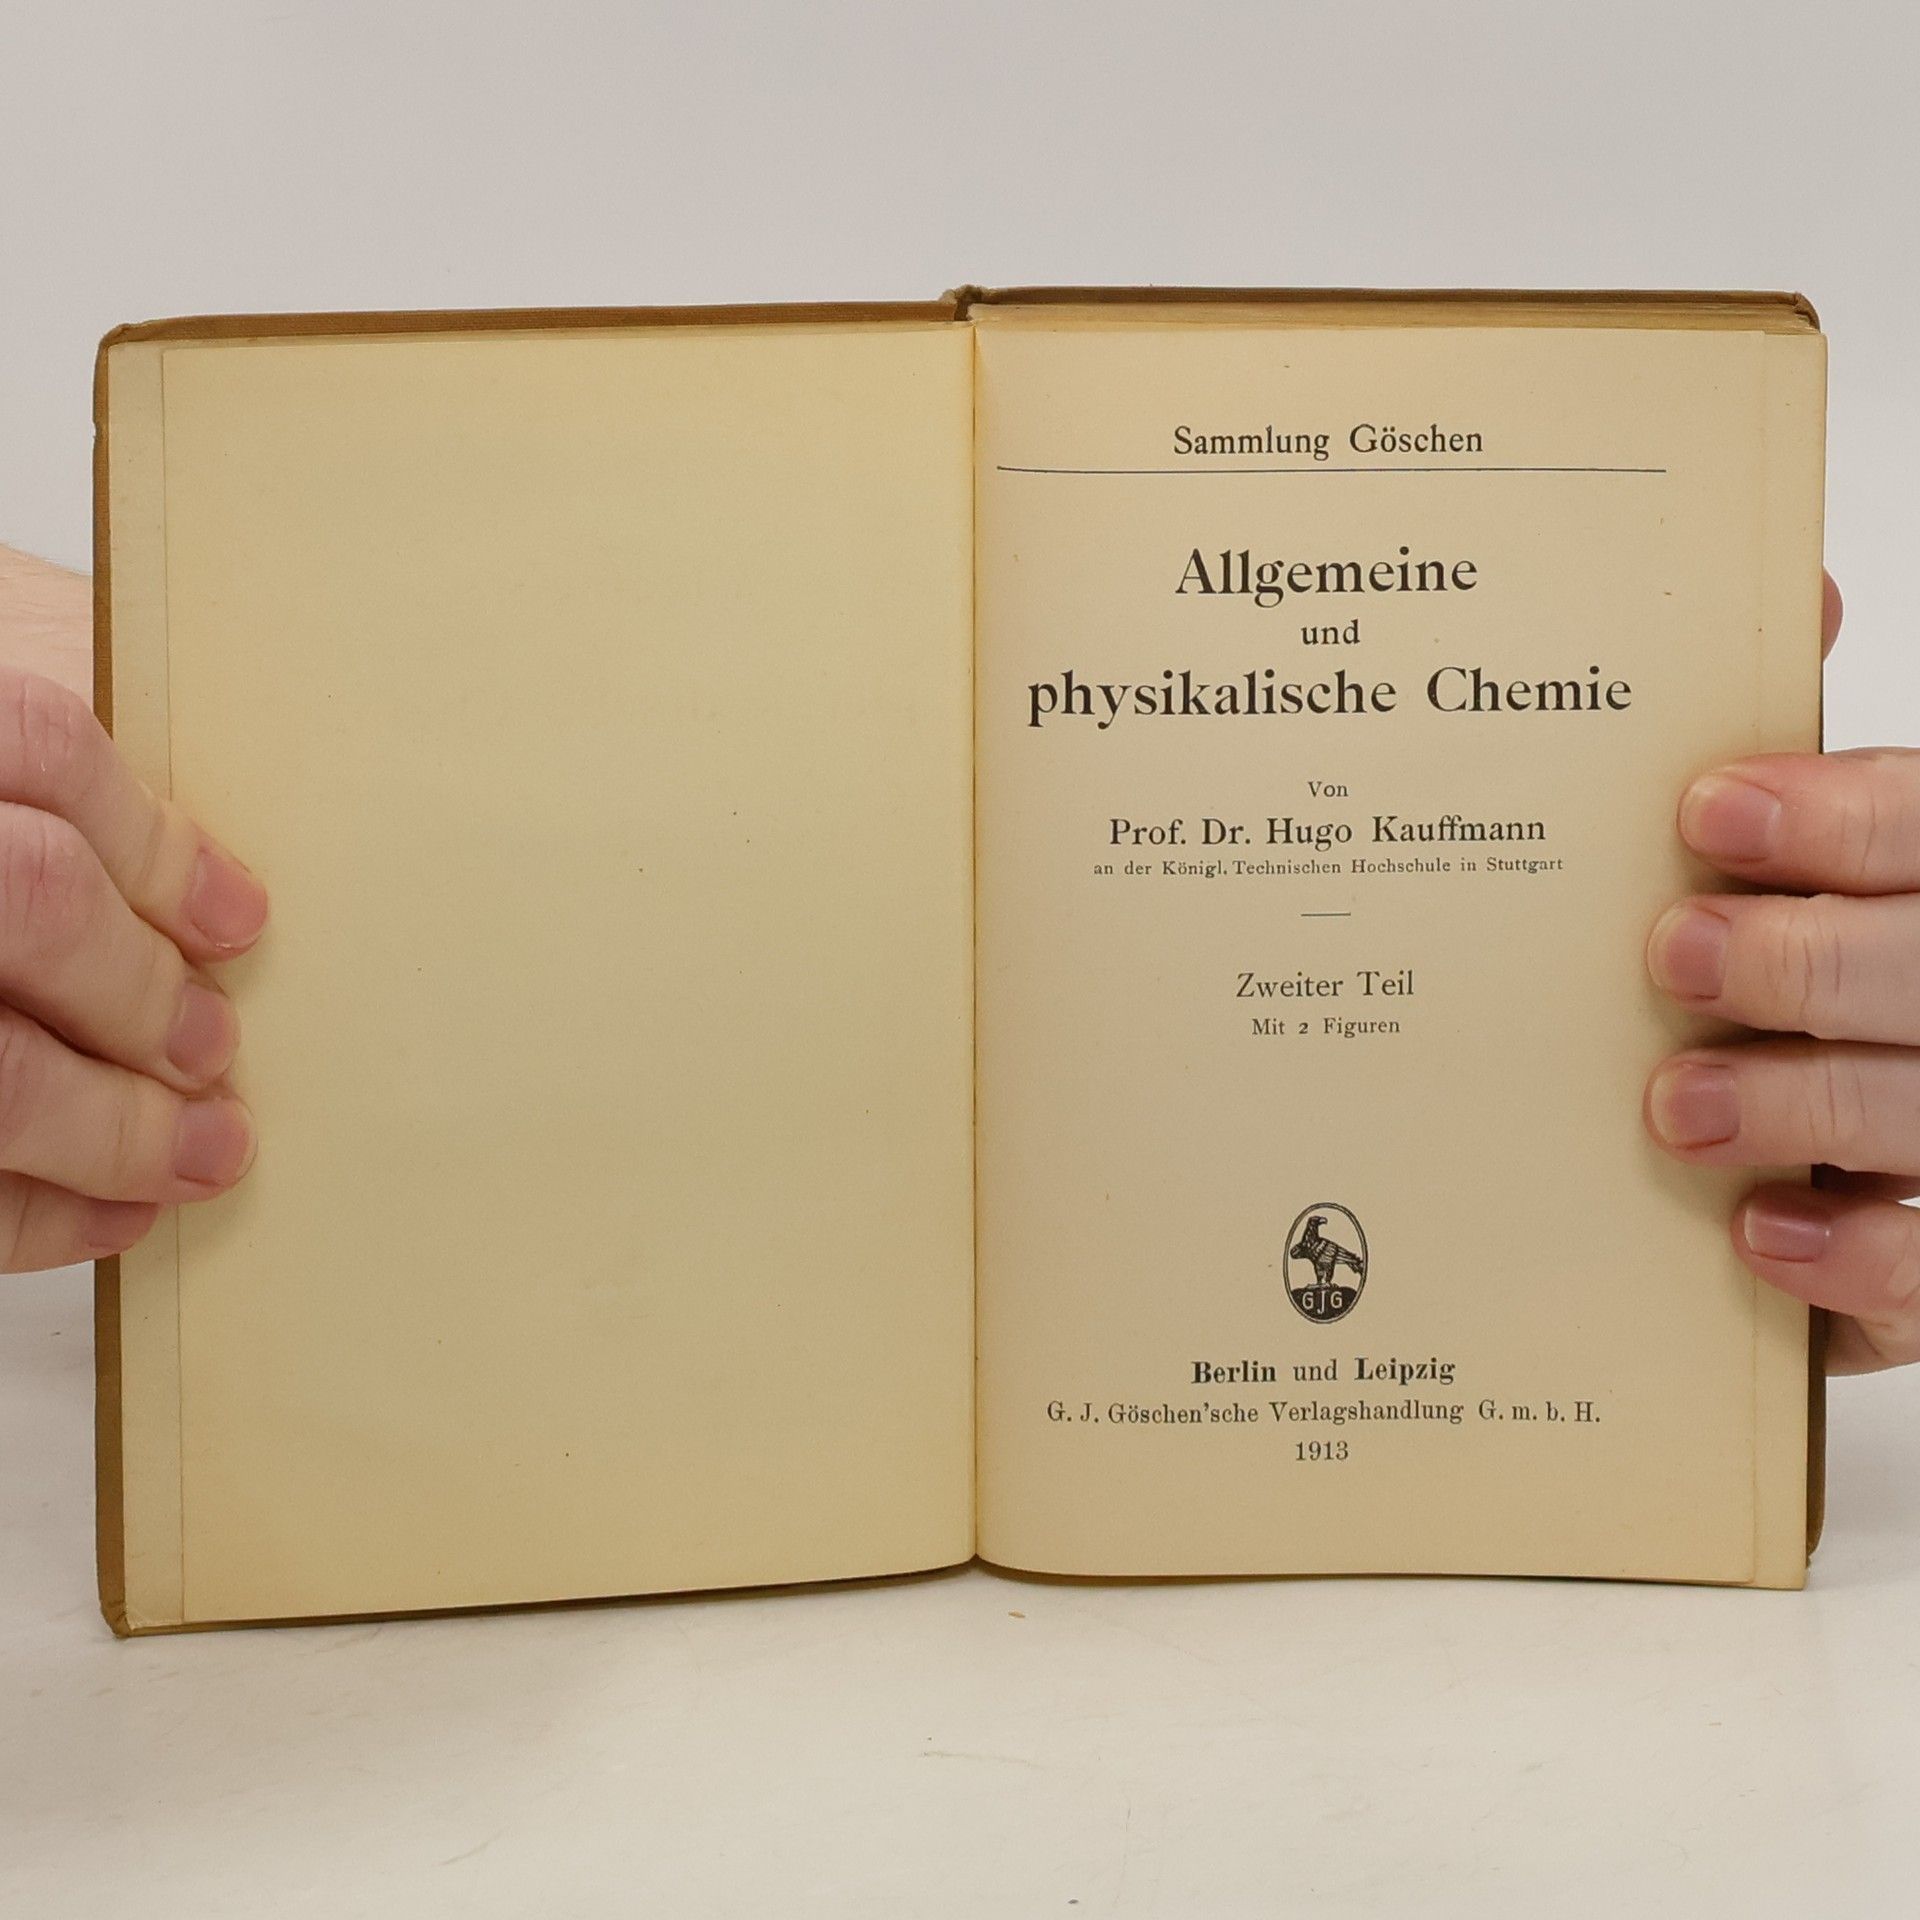 Sammlung Göschen
Allgemeine
und
physikalische Chemie
Von
Prof. Dr. Hugo Kauffmann
an der Königl. Technischen Hochschule in Stuttgart
Zweiter Teil
Mit 2 Figuren
GJG
Berlin und Leipzig
G. J. Göschen'sche Verlagshandlung G. m. b. H.
1913